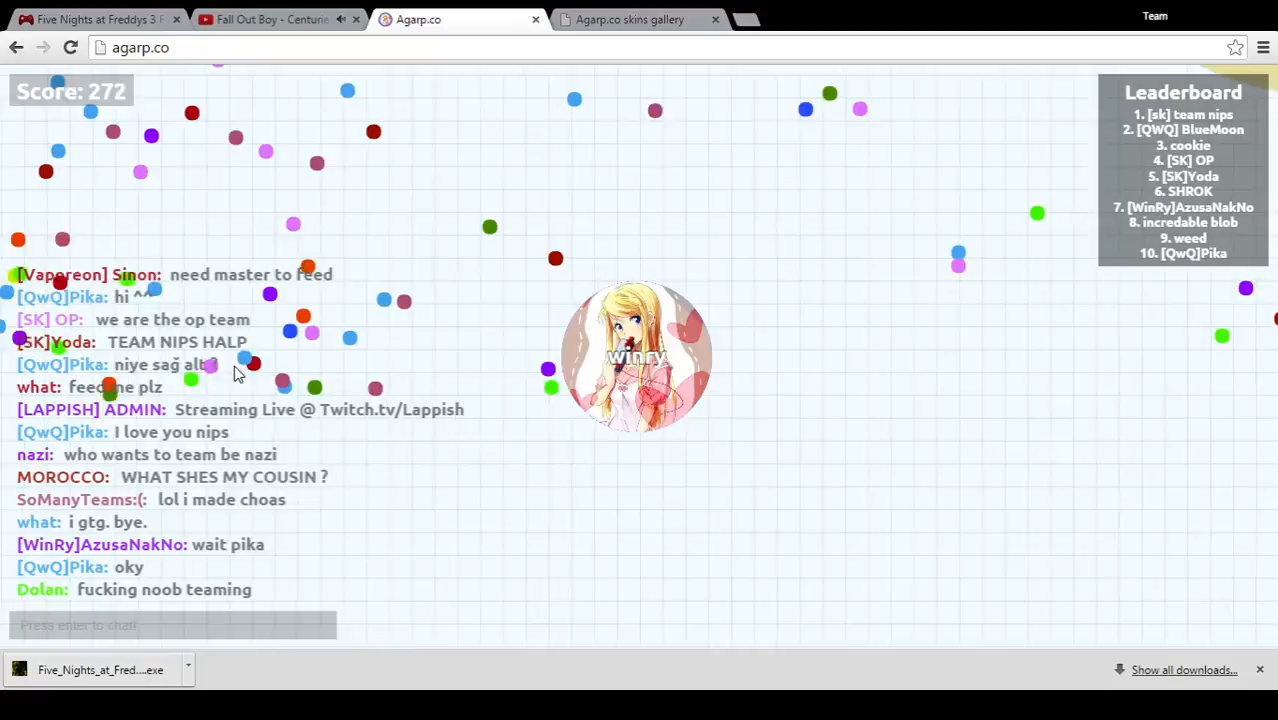 Five Nights at Freddys 3 F
Fall Out Boy - Centurie
Agarp.co
Agarp.co skins gallery
Team
agarp.co
Score: 272
Leaderboard
1. [sk] team nips
2. [QWQ] BlueMoon
3. cookie
4. [SK] OP
5. [SK]Yoda
6. SHROK
7. [WinRy]AzusaNakNo
8. incredable blob
9. weed
10. [QwQ]Pika
[Vapereon] Sinon: need master to feed
[QwQ]Pika: hi ^^
[SK] OP: we are the op team
[SK]Yoda: TEAM NIPS HALP
[QwQ]Pika: niye sağ alt ?
what: feed me plz
[LAPPISH] ADMIN: Streaming Live @ Twitch.tv/Lappish
[QwQ]Pika: I love you nips
nazi: who wants to team be nazi
MOROCCO: WHAT SHES MY COUSIN ?
SoManyTeams:(: lol i made choas
what: i gtg. bye.
[WinRy]AzusaNakNo: wait pika
[QwQ]Pika: oky
Dolan: fucking noob teaming
winry
Press enter to chat!
Five_Nights_at_Fred....exe
Show all downloads...